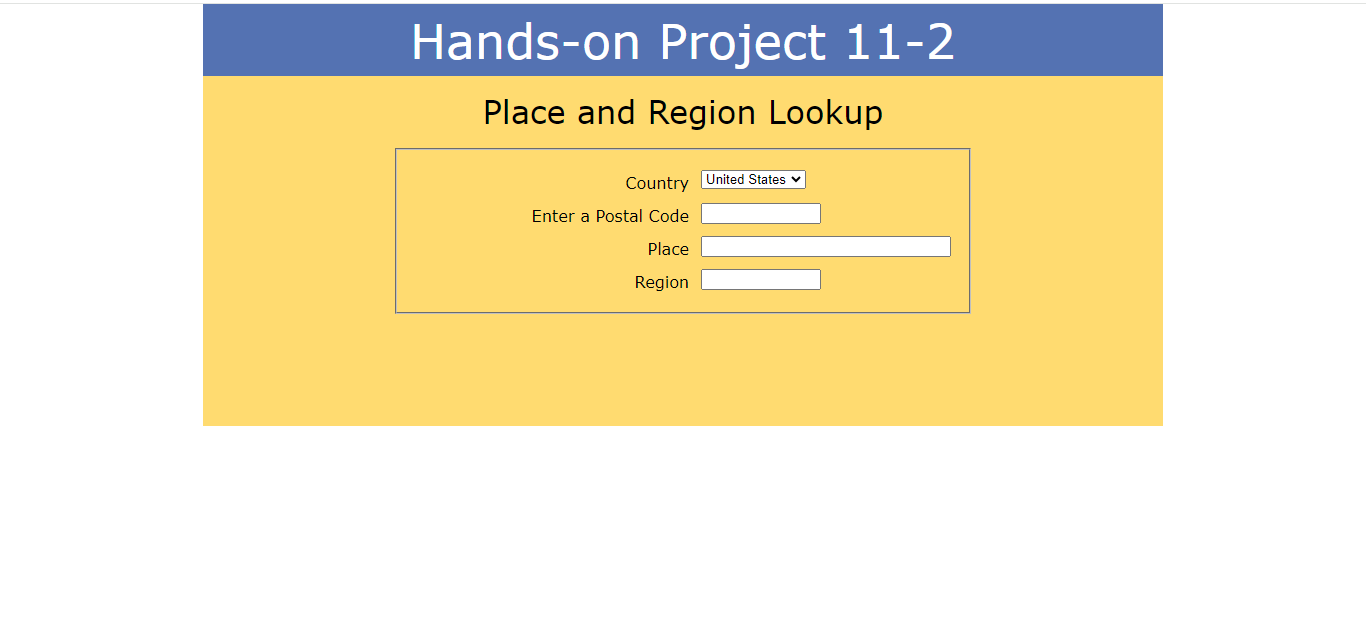 Hands-on Project 11-2
Place and Region Lookup
Country United States
Enter a Postal Code
Place
Region